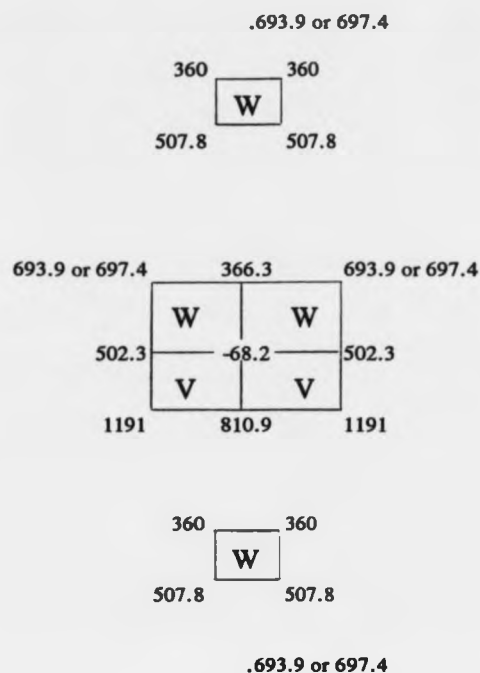 .693.9 or 697.4
360 360
W
507.8 507.8
693.9 or 697.4 366.3 693.9 or 697.4
W W
502.3 -68.2 502.3
V V
1191 810.9 1191
360 360
W
507.8 507.8
.693.9 or 697.4